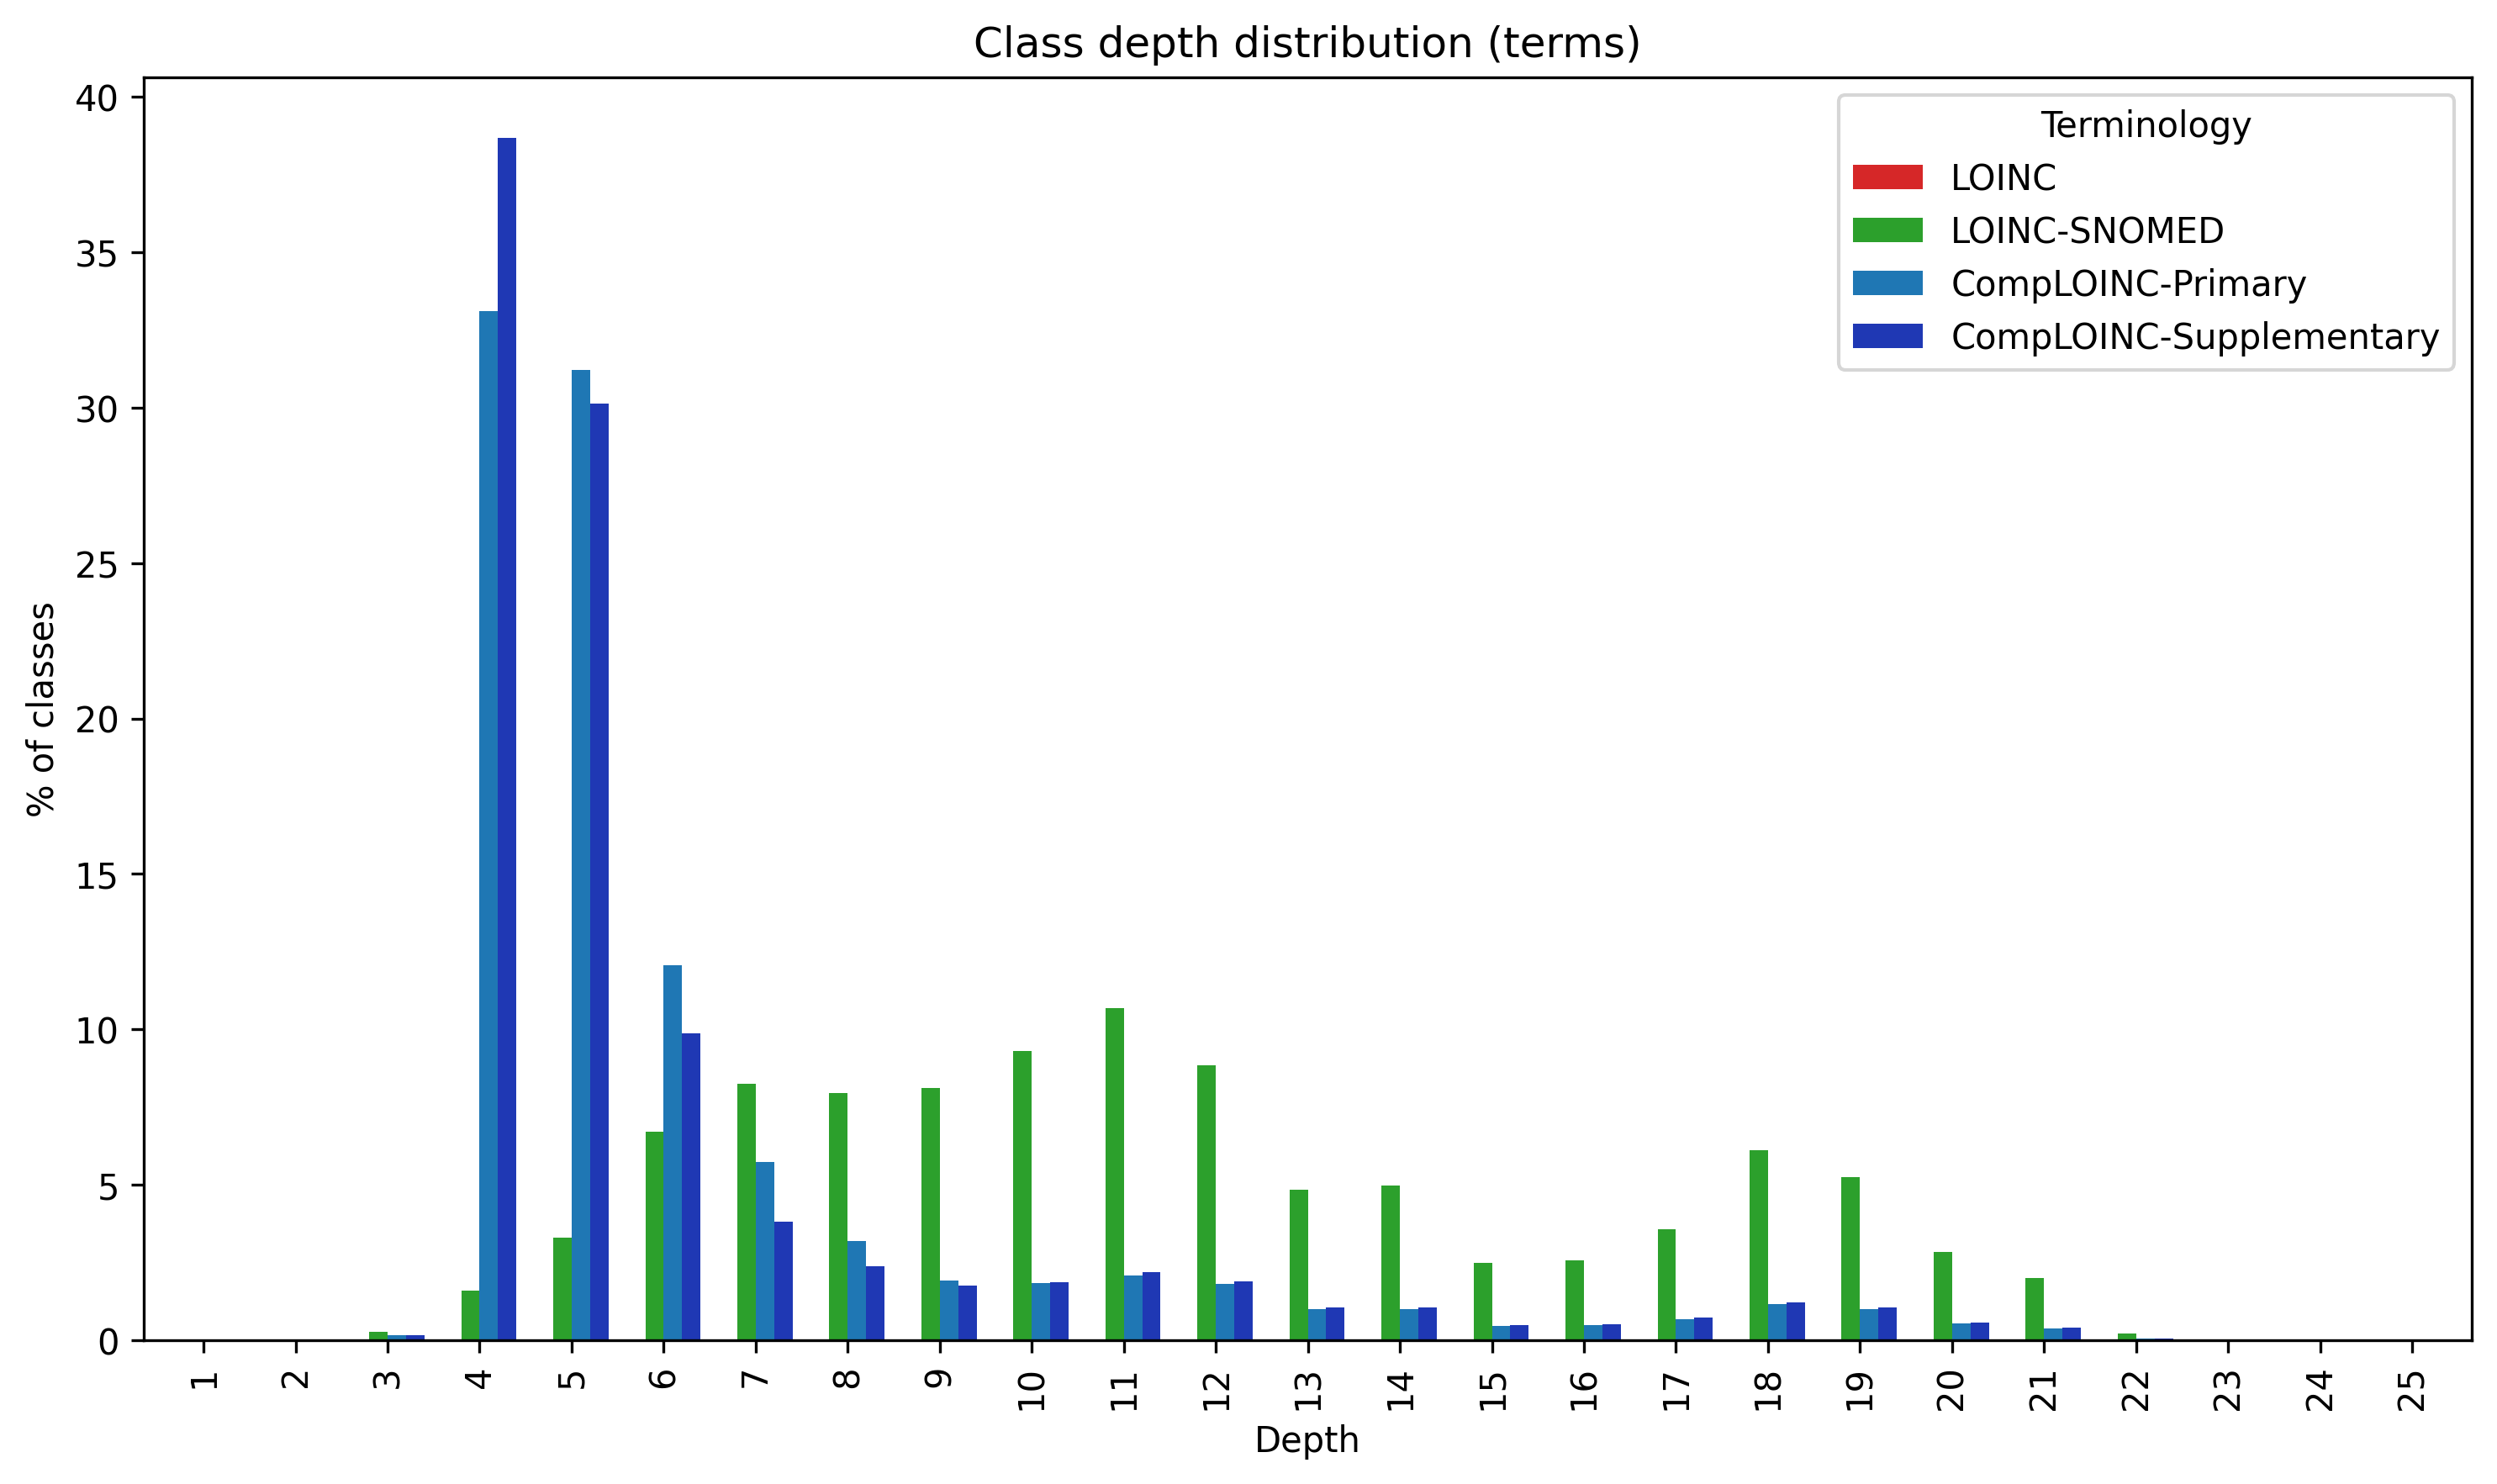 Class depth distribution (terms)
Terminology
LOINC
LOINC-SNOMED
CompLOINC-Primary
CompLOINC-Supplementary
% of classes
40
35
30
25
20
15
10
5
0
1 2 3 4 5 6 7 8 9 10 11 12 13 14 15 16 17 18 19 20 21 22 23 24 25
Depth